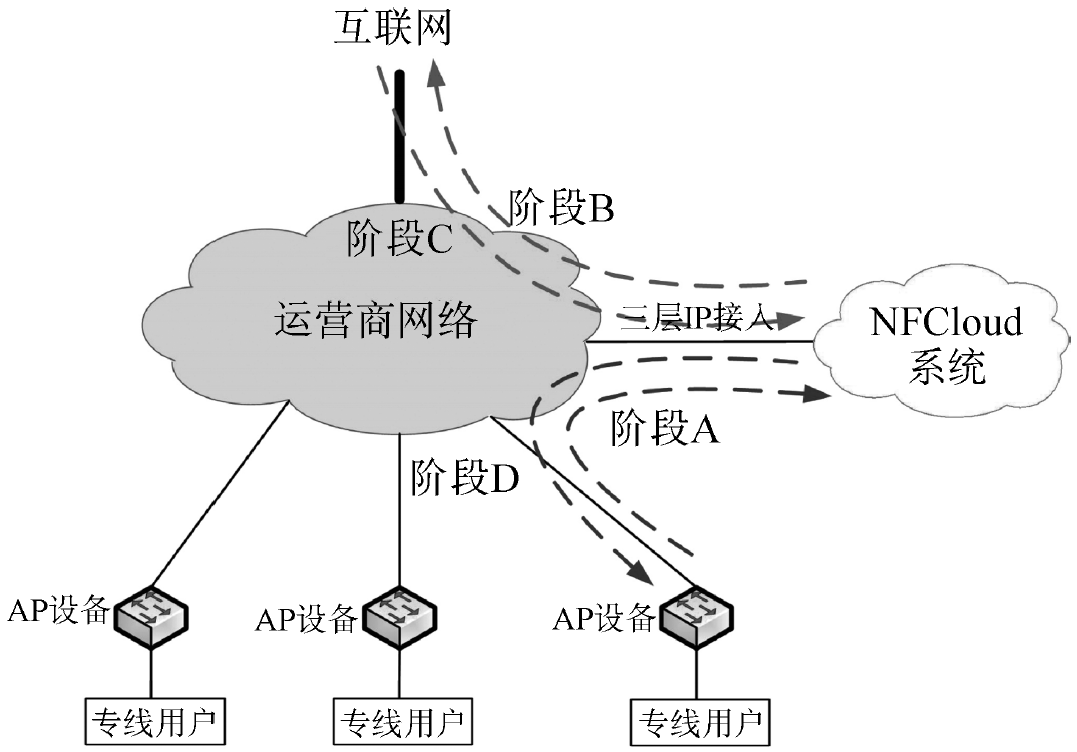 互联网
阶段B
阶段C
运营商网络
三层IP接入
NFCloud
系统
阶段A
阶段D
AP设备
AP设备
AP设备
专线用户
专线用户
专线用户